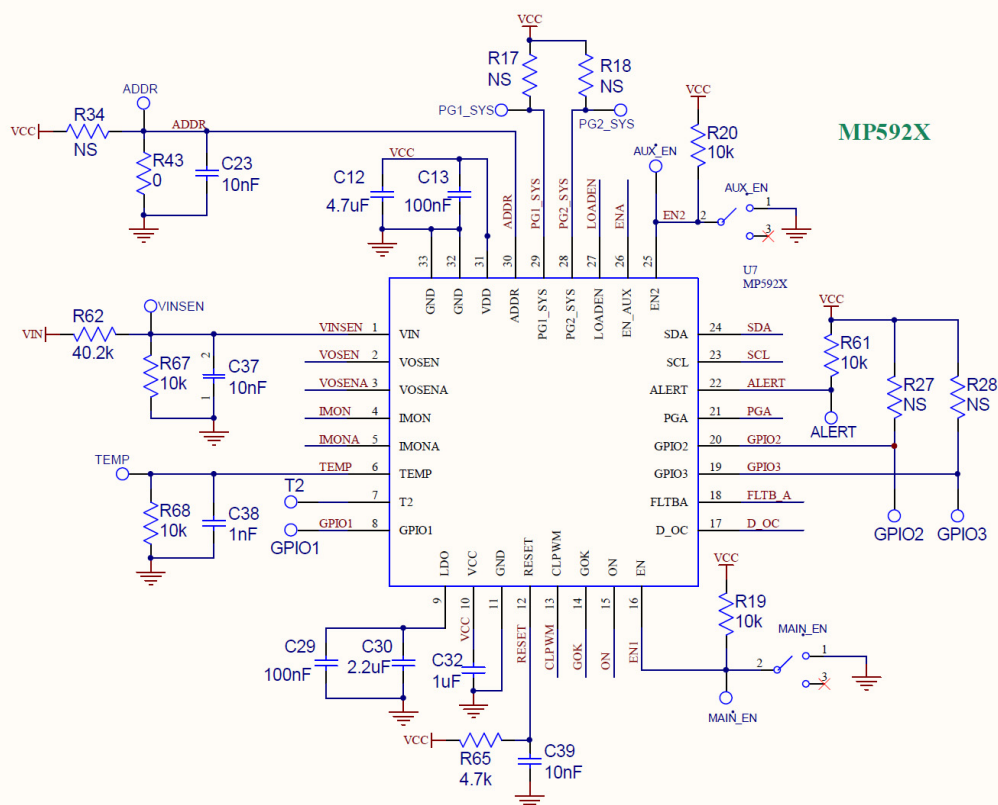 VCC
R17
NS
R18
NS
PG1_SYS
PG2_SYS
ADDR
R34
NS
VCC
ADDR
R43
0
C23
10nF
VCC
C12
4.7uF
C13
100nF
VCC
R20
10k
MP592X
AUX_EN
AUX_EN
EN2
2
1
3
ADDR
PG1_SYS
PG2_SYS
LOADEN
ENA
33
32
31
30
29
28
27
26
25
U7
MP592X
GND
GND
VDD
ADDR
PG1_SYS
PG2_SYS
LOADEN
EN_AUX
EN2
VINSEN
R62
40.2k
VIN
R67
10k
2
C37
10nF
1
VINSEN 1 VIN
VOSEN 2 VOSEN
VOSENA 3 VOSENA
IMON 4 IMON
IMONA 5 IMONA
TEMP 6 TEMP
7 T2
GPIO1 8 GPIO1
TEMP
R68
10k
C38
1nF
T2
GPIO1
SDA 24 SDA
SCL 23 SCL
ALERT 22 ALERT
PGA 21 PGA
GPIO2 20 GPIO2
GPIO3 19 GPIO3
FLTBA 18 FLTB_A
D_OC 17 D_OC
VCC
R61
10k
R27
NS
R28
NS
ALERT
GPIO2
GPIO3
LDO
VCC
GND
RESET
CLPWM
GOK
ON
EN
9
10
11
12
13
14
15
16
VCC
RESET
CLPWM
GOK
ON
EN1
C29
100nF
C30
2.2uF
C32
1uF
VCC
R65
4.7k
C39
10nF
VCC
R19
10k
MAIN_EN
2
1
3
MAIN_EN